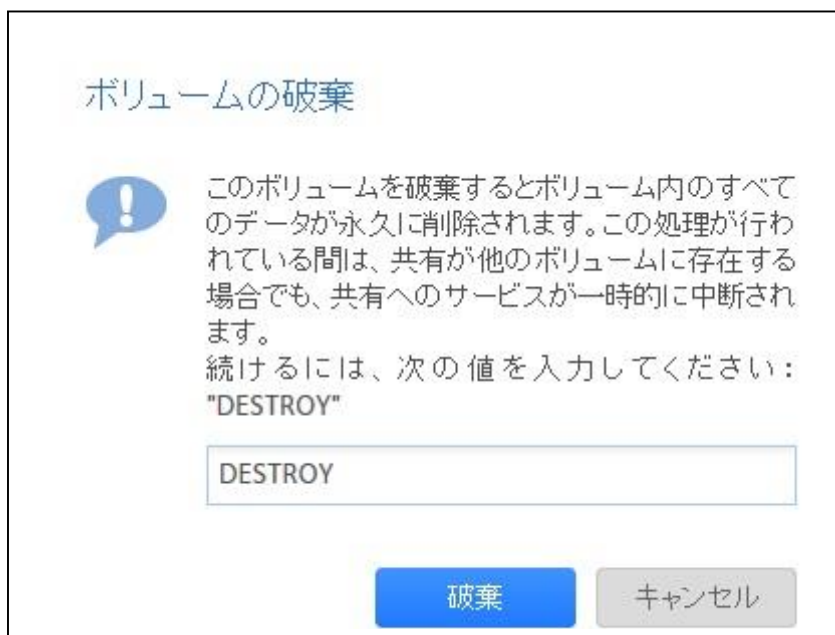 ボリュームの破棄
このボリュームを破棄するとボリューム内のすべて
のデータが永久に削除されます。この処理が行わ
れている間は、共有が他のボリュームに存在する
場合でも、共有へのサービスが一時的に中断され
ます。
続けるには、次の値を入力してください:
"DESTROY"
DESTROY
破棄
キャンセル